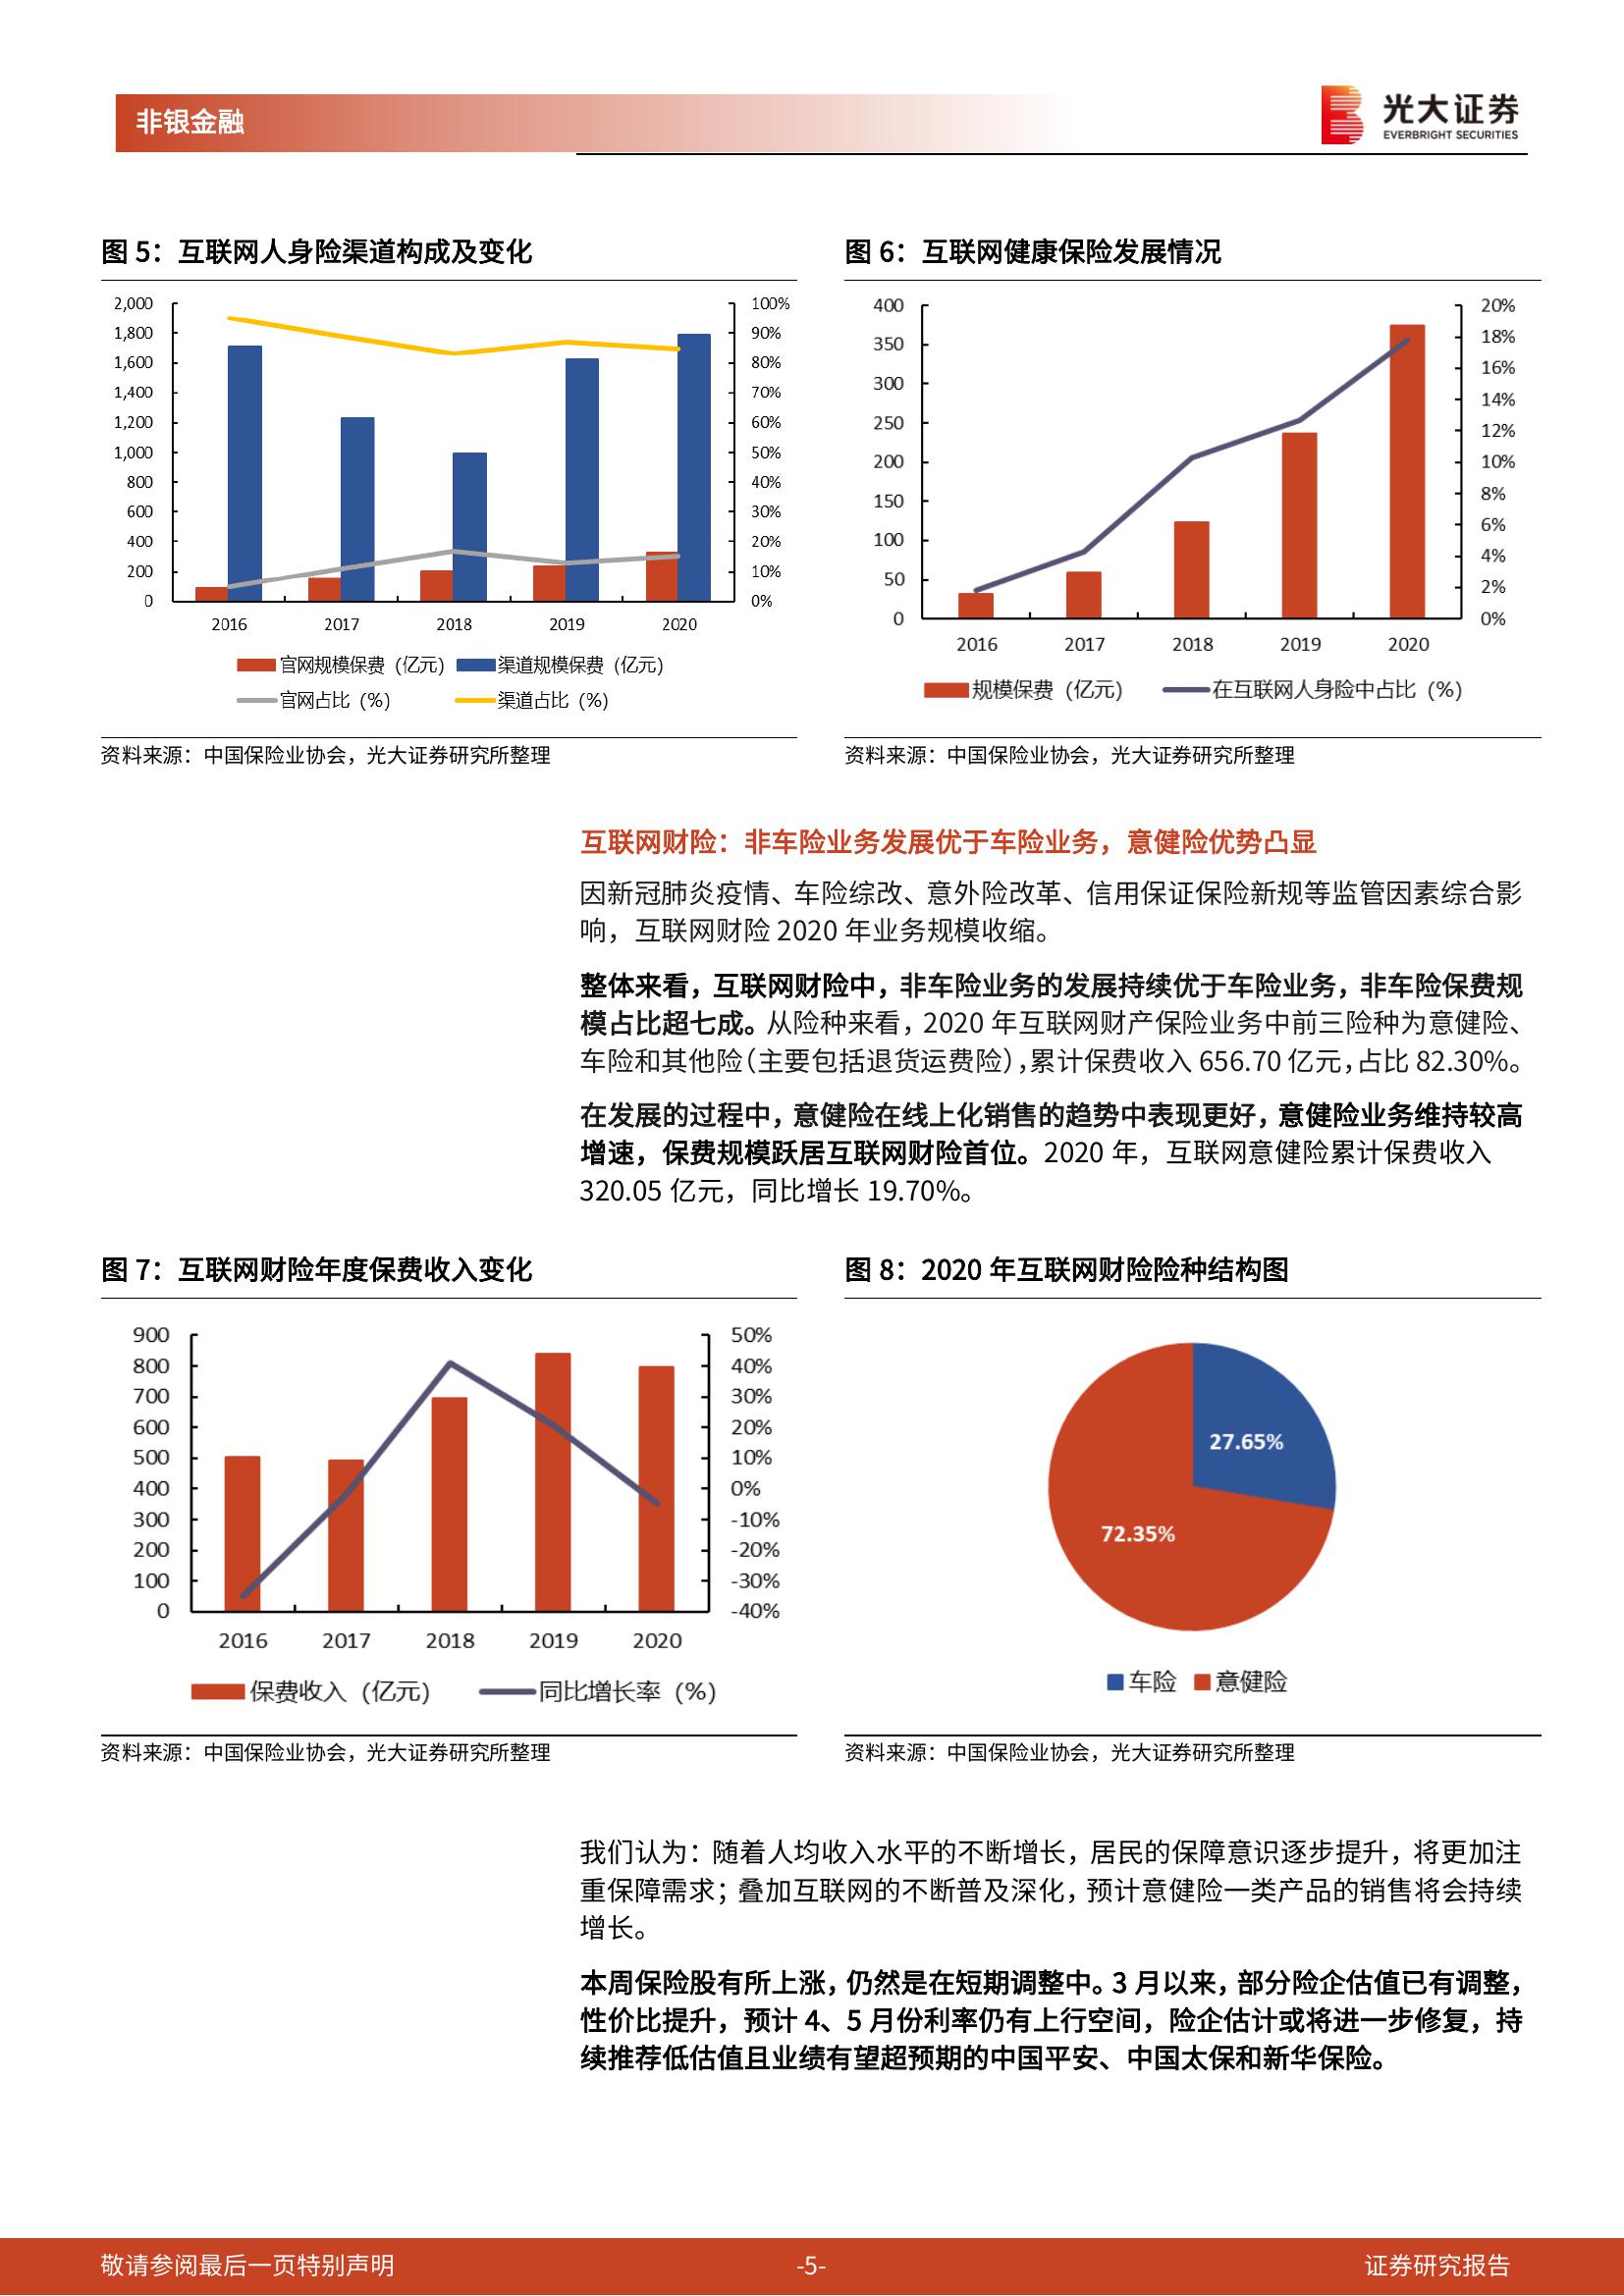 非银金融
光大证券
EVERBRIGHT SECURITIES
图 5：互联网人身险渠道构成及变化
2,000
1,800
1,600
1,400
1,200
1,000
800
600
400
200
0
100%
90%
80%
70%
60%
50%
40%
30%
20%
10%
0%
2016 2017 2018 2019 2020
官网规模保费（亿元） 渠道规模保费（亿元）
官网占比（%） 渠道占比（%）
资料来源：中国保险业协会，光大证券研究所整理
图 6：互联网健康保险发展情况
400
350
300
250
200
150
100
50
0
20%
18%
16%
14%
12%
10%
8%
6%
4%
2%
0%
2016 2017 2018 2019 2020
规模保费（亿元） 在互联网人身险中占比（%）
资料来源：中国保险业协会，光大证券研究所整理
互联网财险：非车险业务发展优于车险业务，意健险优势凸显
因新冠肺炎疫情、车险综改、意外险改革、信用保证保险新规等监管因素综合影
响，互联网财险 2020 年业务规模收缩。
整体来看，互联网财险中，非车险业务的发展持续优于车险业务，非车险保费规
模占比超七成。从险种来看，2020 年互联网财产保险业务中前三险种为意健险、
车险和其他险（主要包括退货运费险），累计保费收入 656.70 亿元，占比 82.30%。
在发展的过程中，意健险在线上化销售的趋势中表现更好，意健险业务维持较高
增速，保费规模跃居互联网财险首位。2020 年，互联网意健险累计保费收入
320.05 亿元，同比增长 19.70%。
图 7：互联网财险年度保费收入变化
900
800
700
600
500
400
300
200
100
0
50%
40%
30%
20%
10%
0%
-10%
-20%
-30%
-40%
2016 2017 2018 2019 2020
保费收入（亿元） 同比增长率（%）
资料来源：中国保险业协会，光大证券研究所整理
图 8：2020 年互联网财险险种结构图
27.65%
72.35%
车险 意健险
资料来源：中国保险业协会，光大证券研究所整理
我们认为：随着人均收入水平的不断增长，居民的保障意识逐步提升，将更加注
重保障需求；叠加互联网的不断普及深化，预计意健险一类产品的销售将会持续
增长。
本周保险股有所上涨，仍然是在短期调整中。3 月以来，部分险企估值已有调整，
性价比提升，预计 4、5 月份利率仍有上行空间，险企估计或将进一步修复，持
续推荐低估值且业绩有望超预期的中国平安、中国太保和新华保险。
敬请参阅最后一页特别声明 -5- 证券研究报告